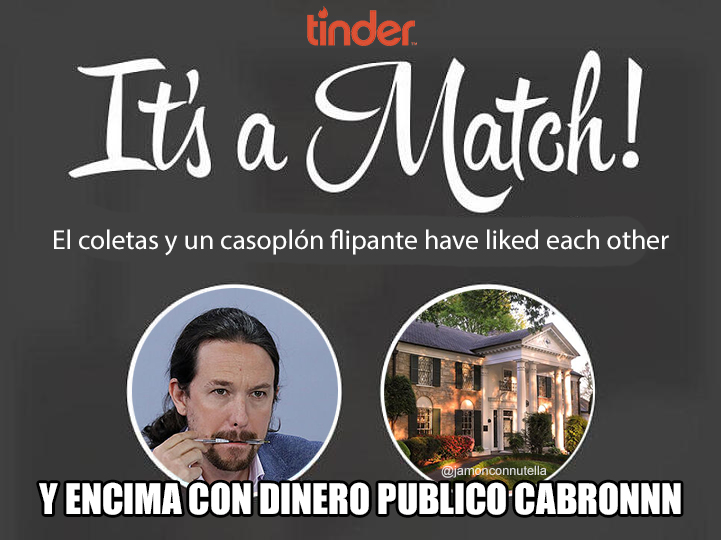 tinder
It's a Match!
El coletas y un casoplón flipante have liked each other
@jamonconnutella
Y ENCIMA CON DINERO PUBLICO CABRONNN